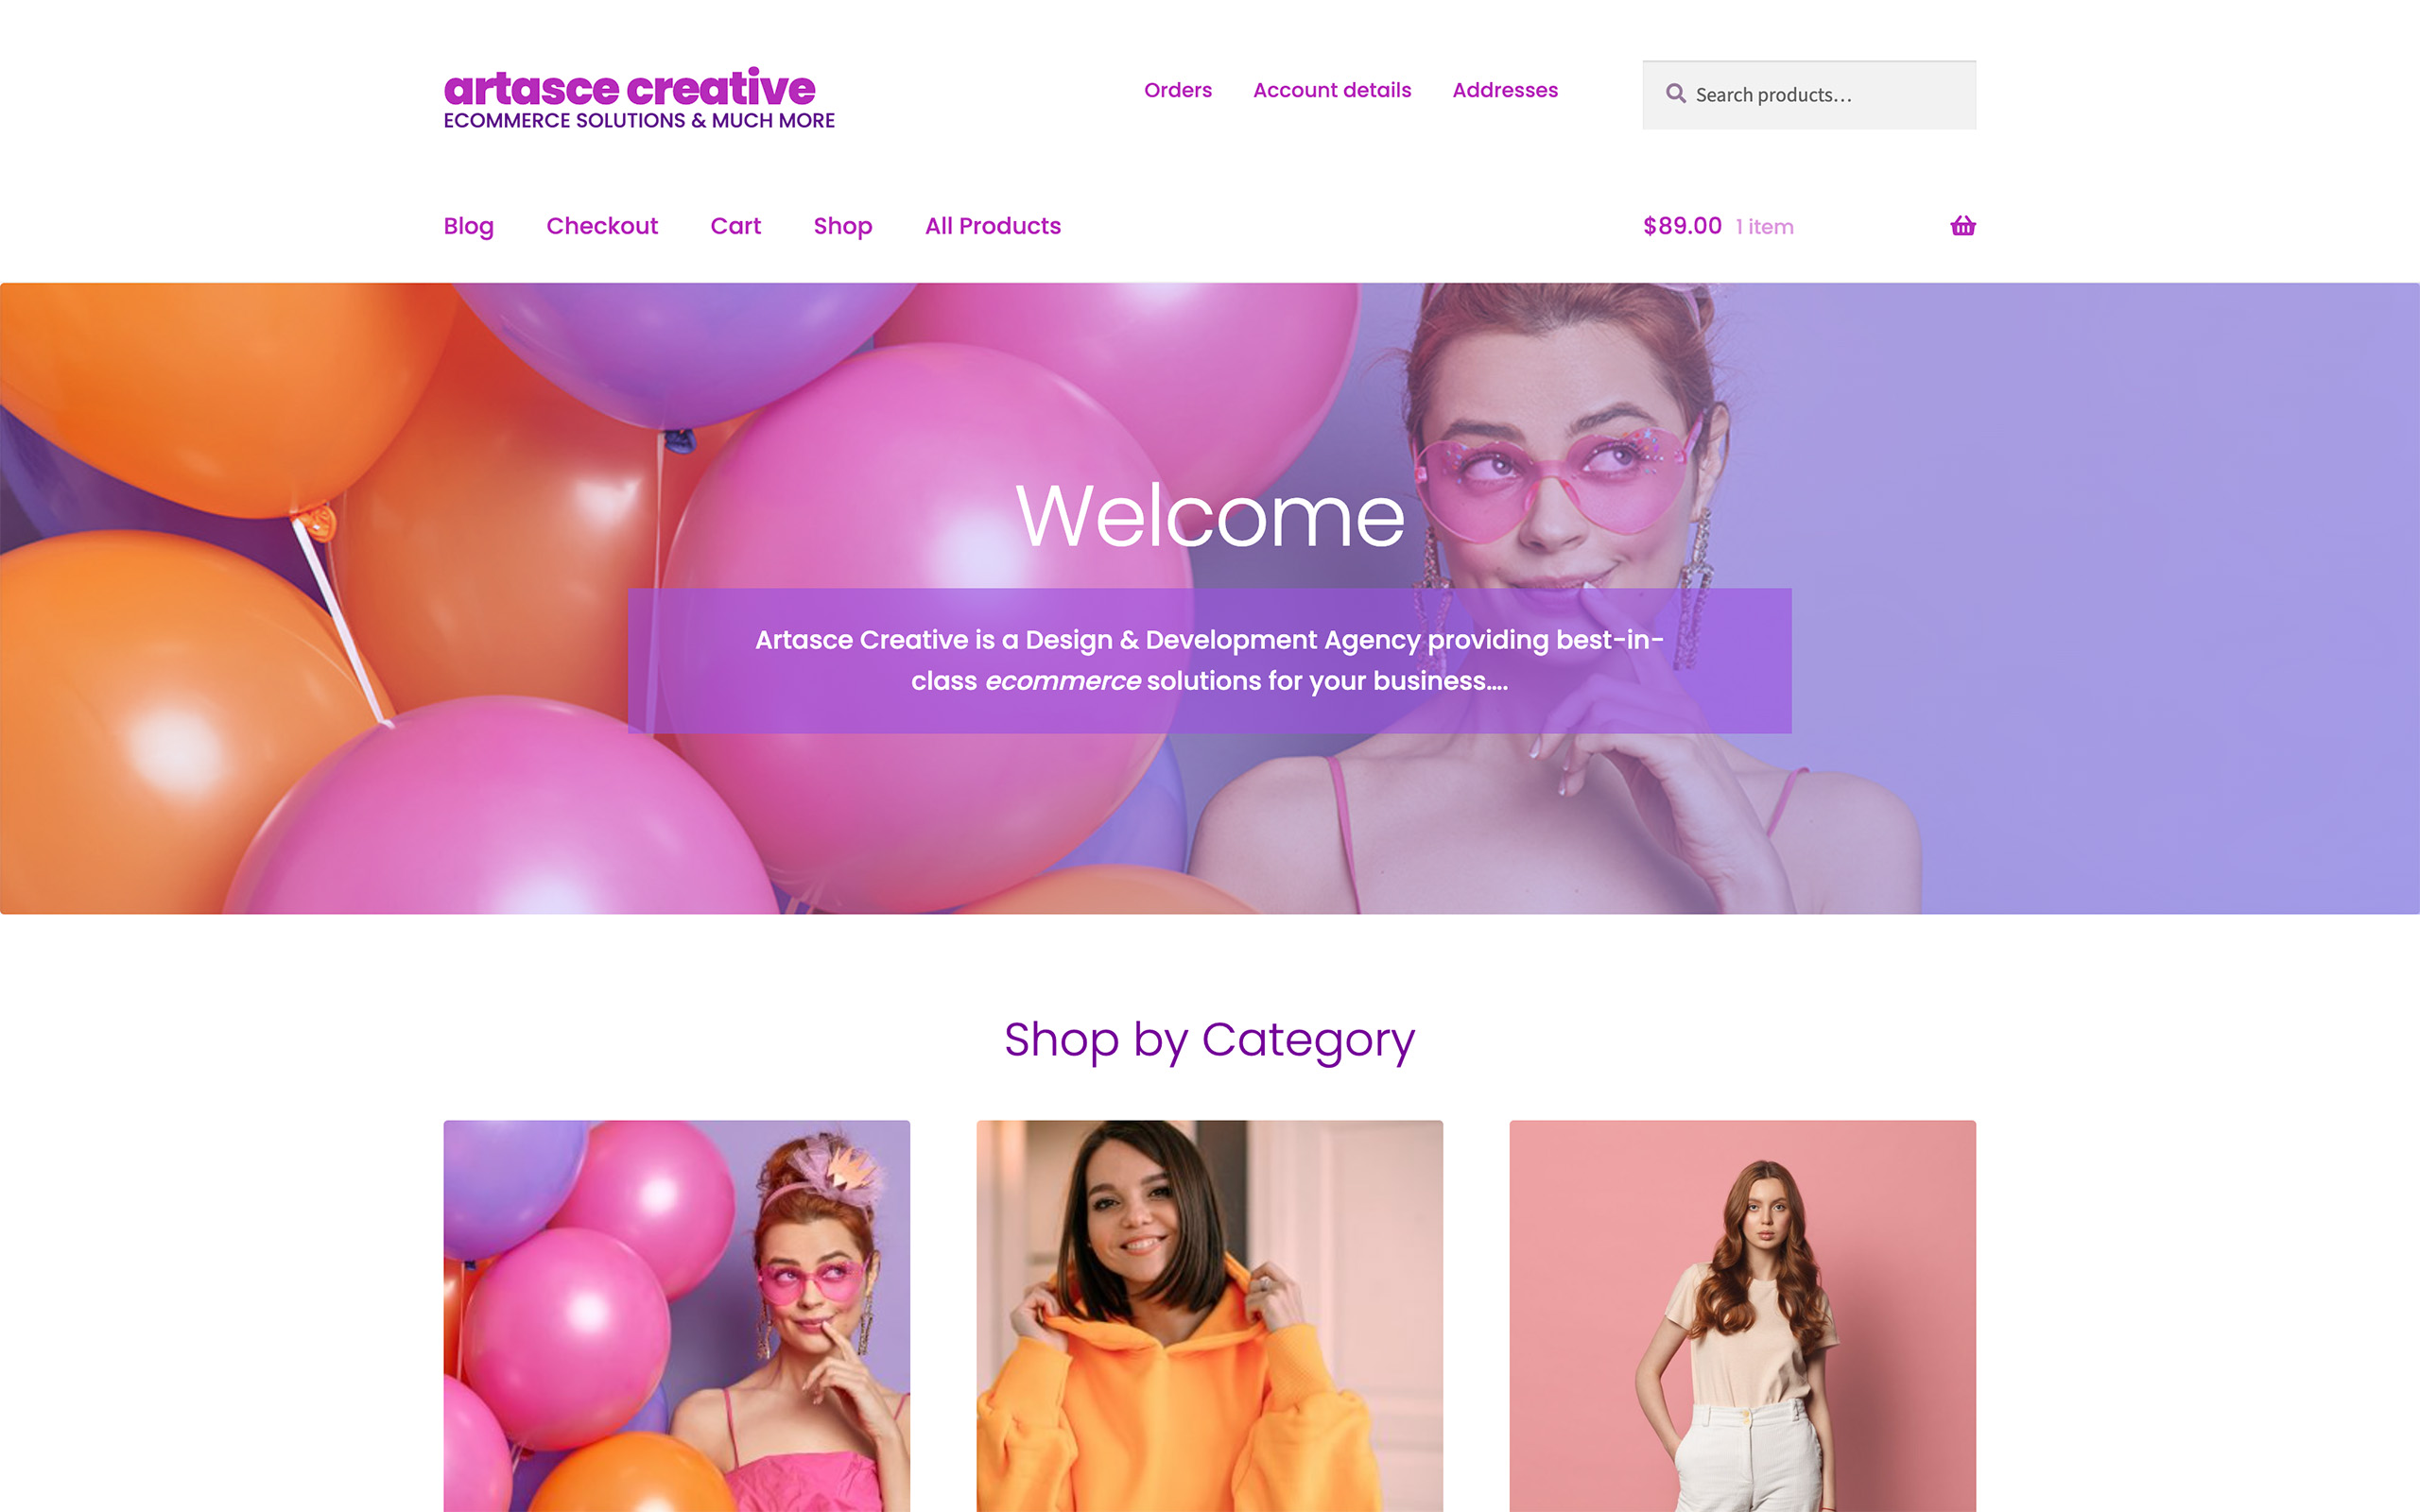 artasce creative
ECOMMERCE SOLUTIONS & MUCH MORE
Orders
Account details
Addresses
Search products…
Blog
Checkout
Cart
Shop
All Products
$89.00 1 item
Welcome
Artasce Creative is a Design & Development Agency providing best-in-
class ecommerce solutions for your business….
Shop by Category